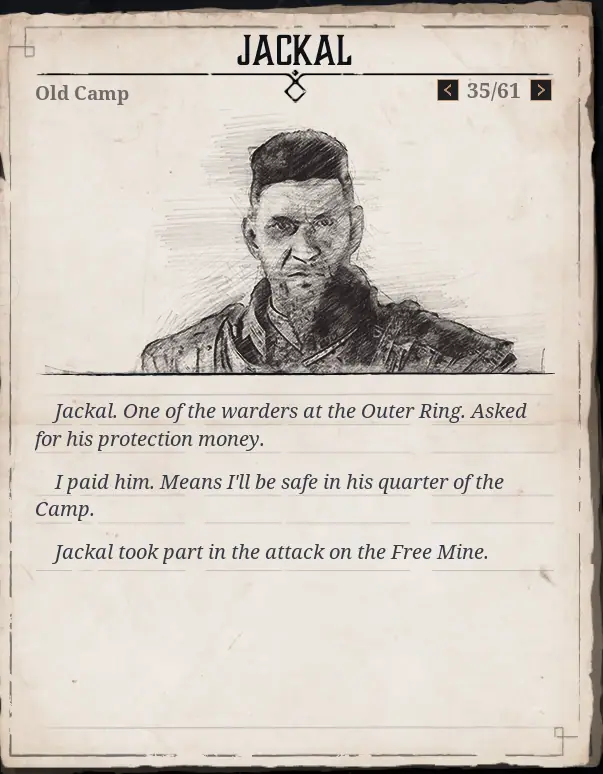 JACKAL
Old Camp
35/61
Jackal. One of the warders at the Outer Ring. Asked
for his protection money.
I paid him. Means I'll be safe in his quarter of the
Camp.
Jackal took part in the attack on the Free Mine.